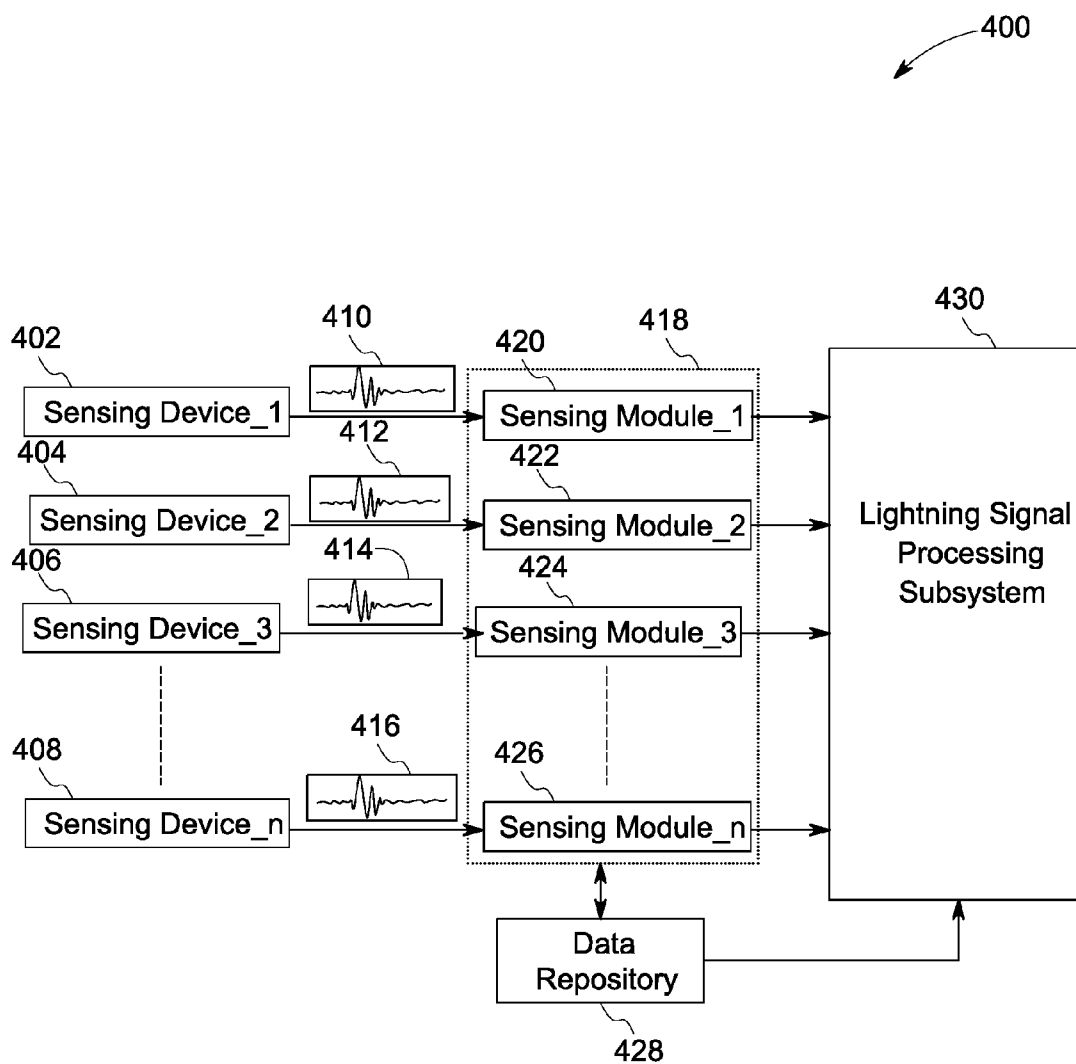 400
430
410
418
402
420
Sensing Device_1
Sensing Module_1
412
404
422
Sensing Device_2
Sensing Module_2
Lightning Signal
Processing
Subsystem
414
406
424
Sensing Device_3
Sensing Module_3
416
408
426
Sensing Device_n
Sensing Module_n
Data
Repository
428